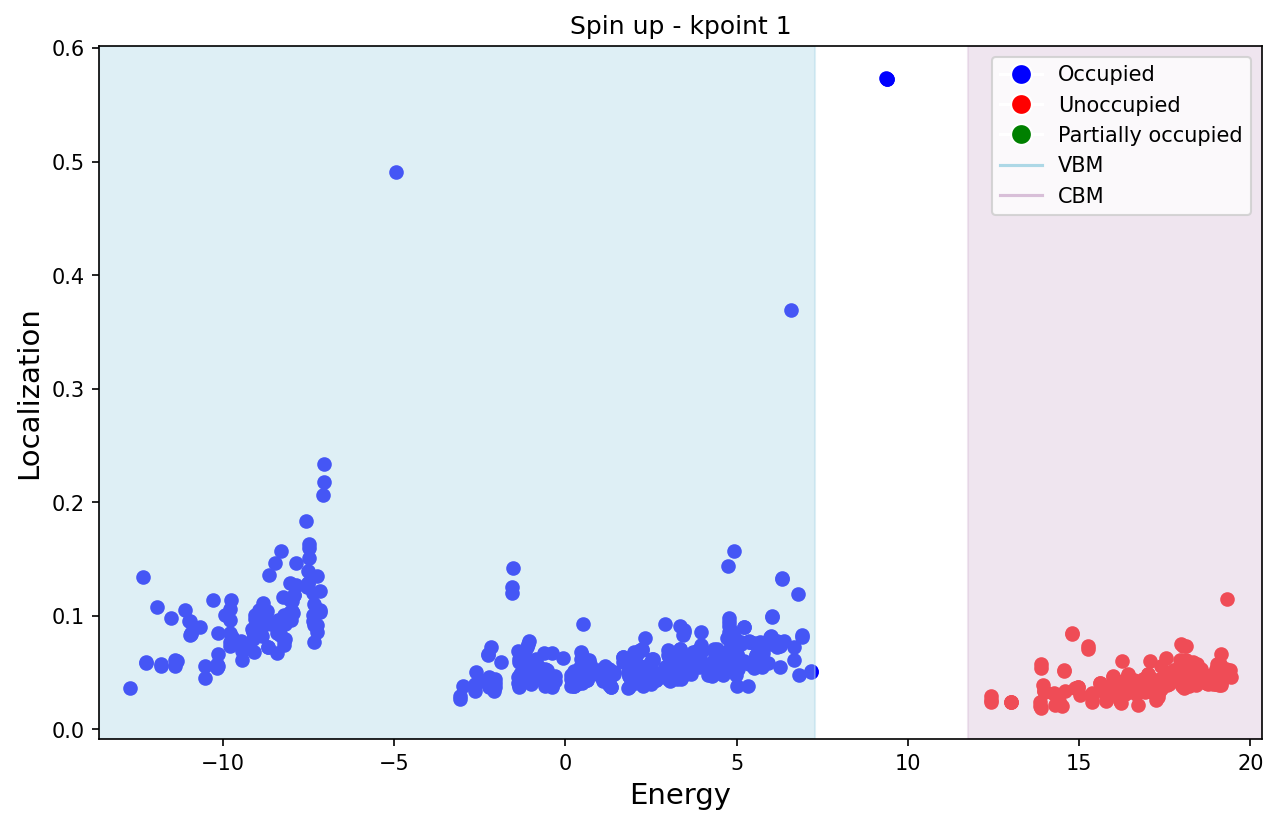 Spin up - kpoint 1
Localization
0.6
0.5
0.4
0.3
0.2
0.1
0.0
Occupied
Unoccupied
Partially occupied
VBM
CBM
−10
−5
0
5
10
15
20
Energy